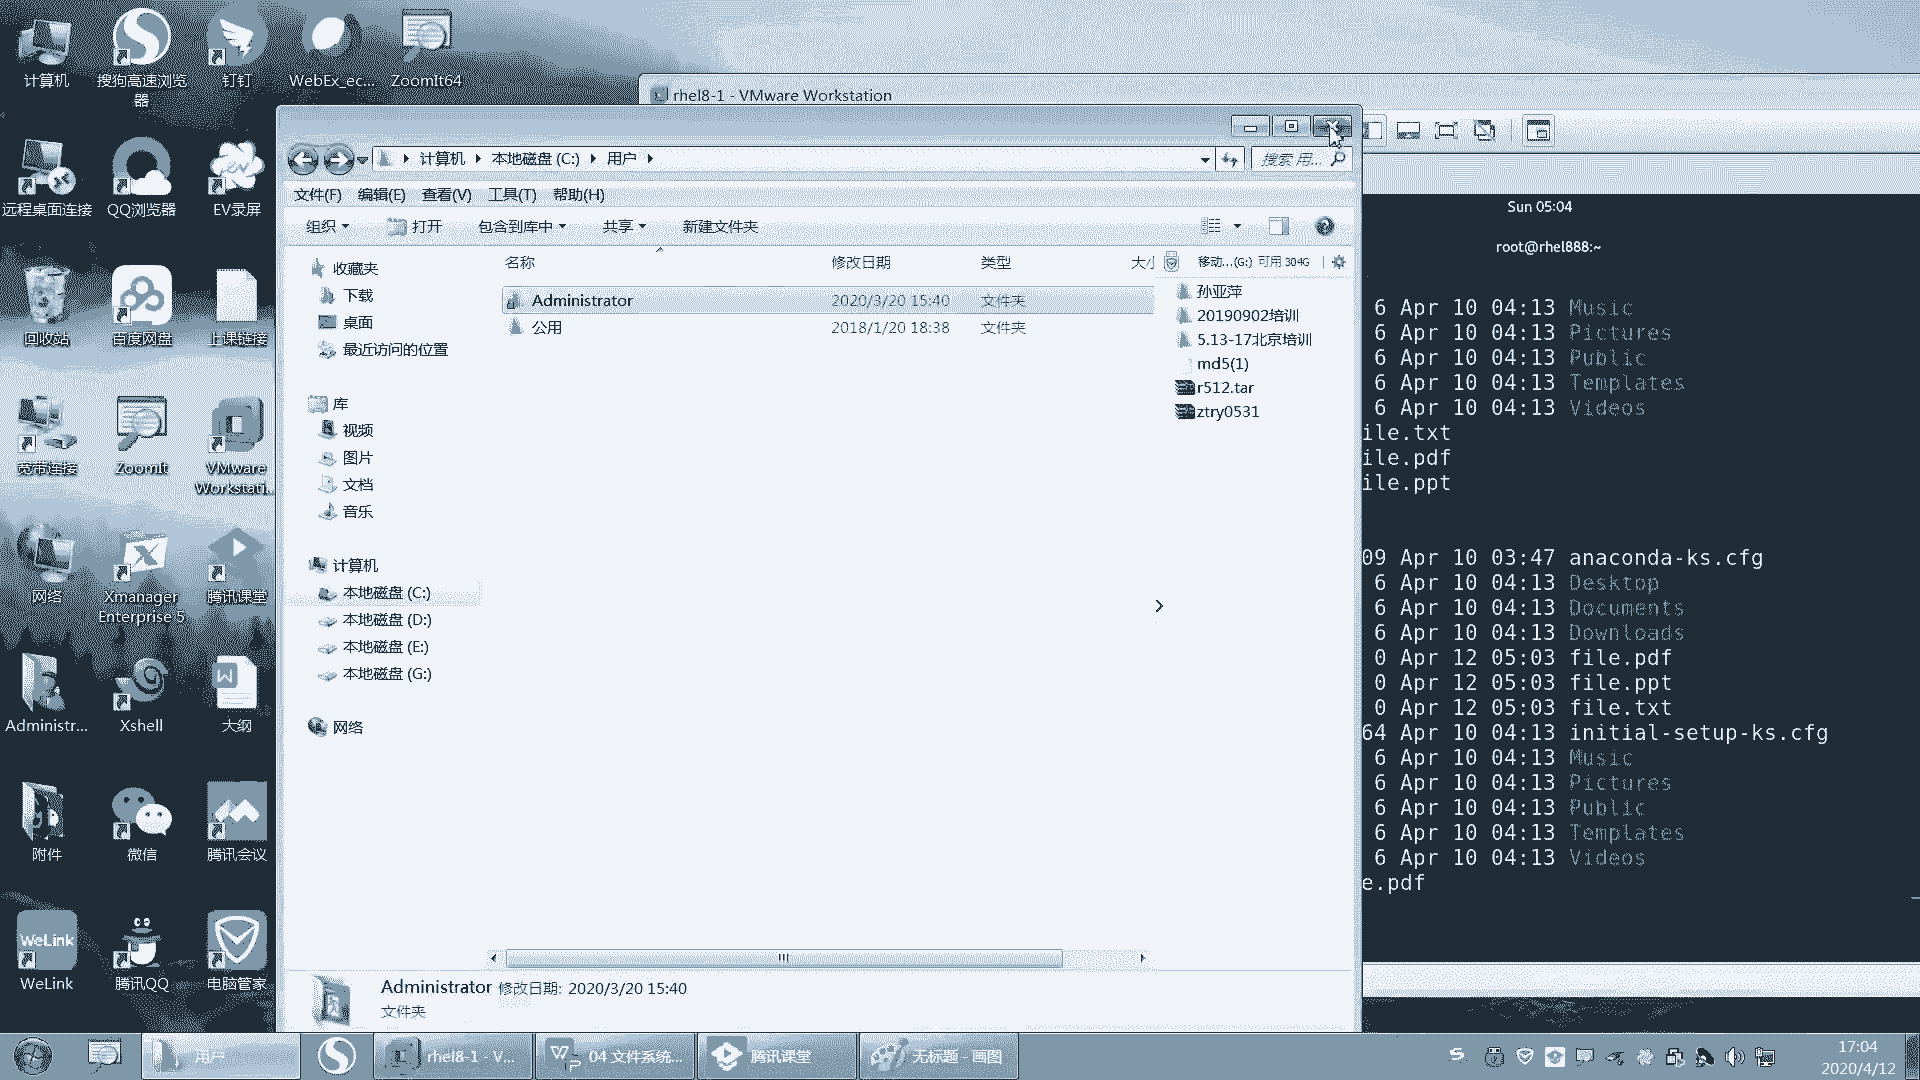 计算机
搜狗高速浏览
器
钉钉
WebEx_ec...
ZoomIt64
远程桌面连接
QQ浏览器
EV录屏
回收站
百度网盘
上课链接
宽带连接
ZoomIt
VMware
Workstati...
网络
Xmanager
Enterprise 5
腾讯课堂
Administr...
Xshell
大纲
附件
微信
腾讯会议
WeLink
WeLink
腾讯QQ
电脑管家
rhel8-1 - VMware Workstation
计算机 本地磁盘 (C:) 用户
搜索 用...
文件(F) 编辑(E) 查看(V) 工具(T) 帮助(H)
组织 打开 包含到库中 共享 新建文件夹
收藏夹
下载
桌面
最近访问的位置
库
视频
图片
文档
音乐
计算机
本地磁盘 (C:)
本地磁盘 (D:)
本地磁盘 (E:)
本地磁盘 (G:)
网络
名称 修改日期 类型
Administrator 2020/3/20 15:40 文件夹
公用 2018/1/20 18:38 文件夹
移动...(G:) 可用 304G
孙亚萍
20190902培训
5.13-17北京培训
md5(1)
r512.tar
ztry0531
Administrator 修改日期: 2020/3/20 15:40
文件夹
Sun 05:04
root@rhel888:~
6 Apr 10 04:13 Music
6 Apr 10 04:13 Pictures
6 Apr 10 04:13 Public
6 Apr 10 04:13 Templates
6 Apr 10 04:13 Videos
ile.txt
ile.pdf
ile.ppt
09 Apr 10 03:47 anaconda-ks.cfg
6 Apr 10 04:13 Desktop
6 Apr 10 04:13 Documents
6 Apr 10 04:13 Downloads
0 Apr 12 05:03 file.pdf
0 Apr 12 05:03 file.ppt
0 Apr 12 05:03 file.txt
64 Apr 10 04:13 initial-setup-ks.cfg
6 Apr 10 04:13 Music
6 Apr 10 04:13 Pictures
6 Apr 10 04:13 Public
6 Apr 10 04:13 Templates
6 Apr 10 04:13 Videos
e.pdf
用户
rhel8-1 - V...
04 文件系统...
腾讯课堂
无标题 - 画图
17:04
2020/4/12